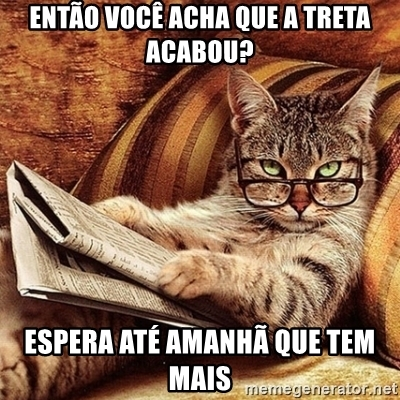 ENTÃO VOCÊ ACHA QUE A TRETA
ACABOU?
ESPERA ATÉ AMANHÃ QUE TEM
MAIS
memegenerator.net